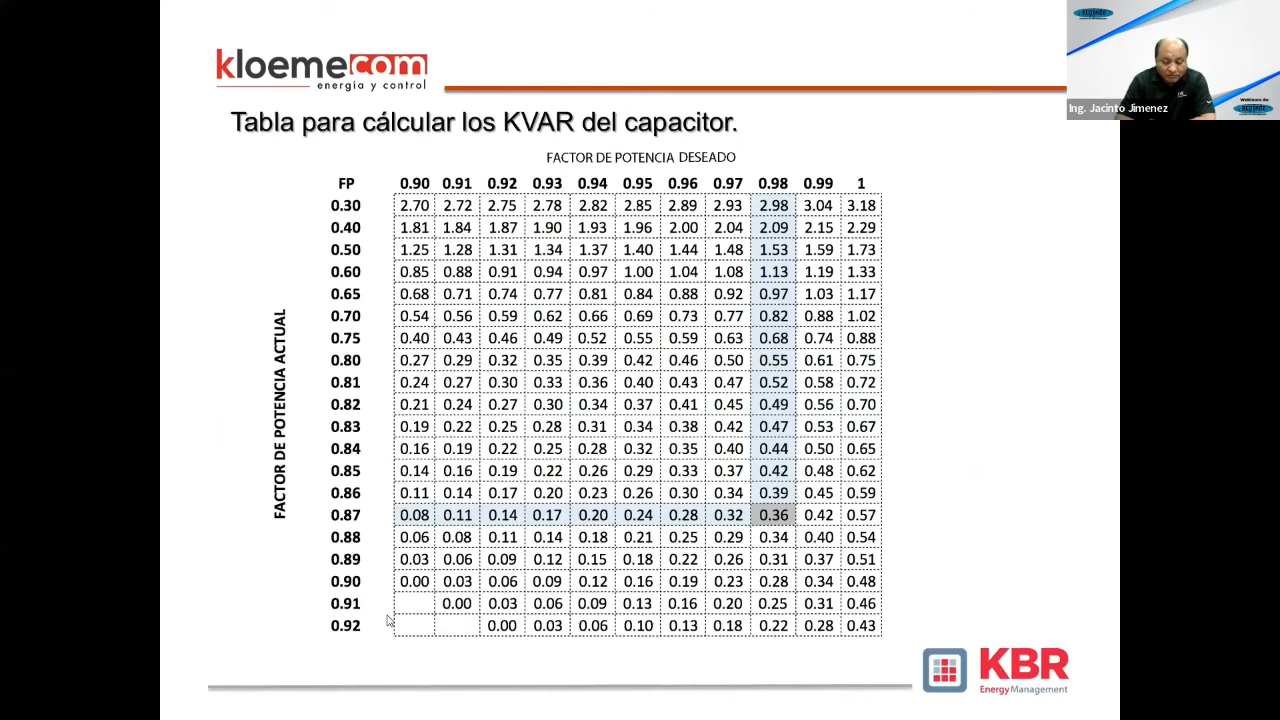 kloemecom
energía y control
Ing. Jacinto Jimenez
Tabla para cálcular los KVAR del capacitor.
FACTOR DE POTENCIA DESEADO
FACTOR DE POTENCIA ACTUAL
FP 0.90 0.91 0.92 0.93 0.94 0.95 0.96 0.97 0.98 0.99 1
0.30 2.70 2.72 2.75 2.78 2.82 2.85 2.89 2.93 2.98 3.04 3.18
0.40 1.81 1.84 1.87 1.90 1.93 1.96 2.00 2.04 2.09 2.15 2.29
0.50 1.25 1.28 1.31 1.34 1.37 1.40 1.44 1.48 1.53 1.59 1.73
0.60 0.85 0.88 0.91 0.94 0.97 1.00 1.04 1.08 1.13 1.19 1.33
0.65 0.68 0.71 0.74 0.77 0.81 0.84 0.88 0.92 0.97 1.03 1.17
0.70 0.54 0.56 0.59 0.62 0.66 0.69 0.73 0.77 0.82 0.88 1.02
0.75 0.40 0.43 0.46 0.49 0.52 0.55 0.59 0.63 0.68 0.74 0.88
0.80 0.27 0.29 0.32 0.35 0.39 0.42 0.46 0.50 0.55 0.61 0.75
0.81 0.24 0.27 0.30 0.33 0.36 0.40 0.43 0.47 0.52 0.58 0.72
0.82 0.21 0.24 0.27 0.30 0.34 0.37 0.41 0.45 0.49 0.56 0.70
0.83 0.19 0.22 0.25 0.28 0.31 0.34 0.38 0.42 0.47 0.53 0.67
0.84 0.16 0.19 0.22 0.25 0.28 0.32 0.35 0.40 0.44 0.50 0.65
0.85 0.14 0.16 0.19 0.22 0.26 0.29 0.33 0.37 0.42 0.48 0.62
0.86 0.11 0.14 0.17 0.20 0.23 0.26 0.30 0.34 0.39 0.45 0.59
0.87 0.08 0.11 0.14 0.17 0.20 0.24 0.28 0.32 0.36 0.42 0.57
0.88 0.06 0.08 0.11 0.14 0.18 0.21 0.25 0.29 0.34 0.40 0.54
0.89 0.03 0.06 0.09 0.12 0.15 0.18 0.22 0.26 0.31 0.37 0.51
0.90 0.00 0.03 0.06 0.09 0.12 0.16 0.19 0.23 0.28 0.34 0.48
0.91 0.00 0.03 0.06 0.09 0.13 0.16 0.20 0.25 0.31 0.46
0.92 0.00 0.03 0.06 0.10 0.13 0.18 0.22 0.28 0.43
KBR
Energy Management